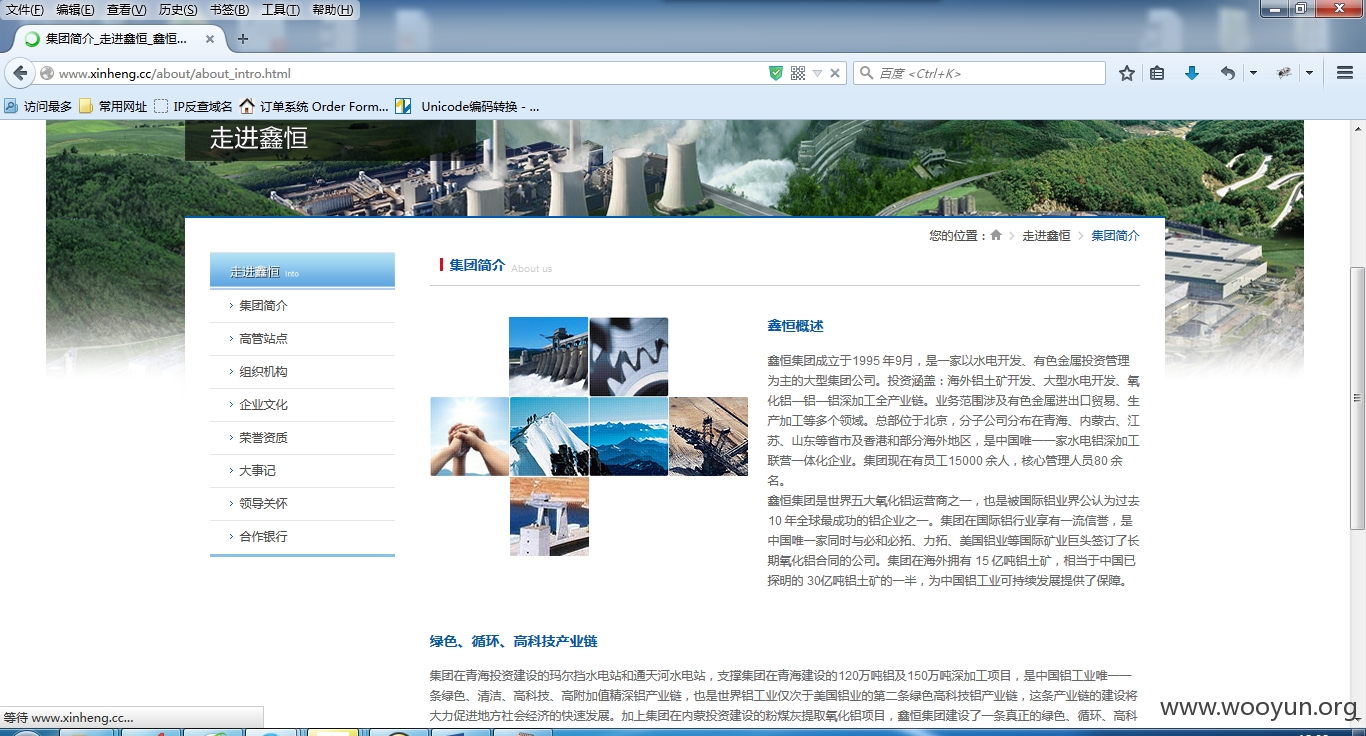 文件(F) 编辑(E) 查看(V) 历史(S) 书签(B) 工具(T) 帮助(H)
集团简介_走进鑫恒_鑫恒...
www.xinheng.cc/about/about_intro.html
百度 <Ctrl+K>
访问最多 常用网址 IP反查域名 订单系统 Order Form... Unicode编码转换 - ...
走进鑫恒
您的位置： 走进鑫恒 集团简介
走进鑫恒 Into
集团简介
高管站点
组织机构
企业文化
荣誉资质
大事记
领导关怀
合作银行
集团简介 About us
鑫恒概述
鑫恒集团成立于1995 年9月，是一家以水电开发、有色金属投资管理
为主的大型集团公司。投资涵盖：海外铝土矿开发、大型水电开发、氧
化铝—铝—铝深加工全产业链。业务范围涉及有色金属进出口贸易、生
产加工等多个领域。总部位于北京，分子公司分布在青海、内蒙古、江
苏、山东等省市及香港和部分海外地区，是中国唯一一家水电铝深加工
联营一体化企业。集团现在有员工15000 余人，核心管理人员80 余
名。
鑫恒集团是世界五大氧化铝运营商之一，也是被国际铝业界公认为过去
10 年全球最成功的铝企业之一。集团在国际铝行业享有一流信誉，是
中国唯一家同时与必和必拓、力拓、美国铝业等国际矿业巨头签订了长
期氧化铝合同的公司。集团在海外拥有 15 亿吨铝土矿，相当于中国已
探明的 30亿吨铝土矿的一半，为中国铝工业可持续发展提供了保障。
绿色、循环、高科技产业链
集团在青海投资建设的玛尔挡水电站和通天河水电站，支撑集团在青海建设的120万吨铝及150万吨深加工项目，是中国铝工业唯一一
条绿色、清洁、高科技、高附加值精深铝产业链，也是世界铝工业仅次于美国铝业的第二条绿色高科技铝产业链，这条产业链的建设将
大力促进地方社会经济的快速发展。加上集团在内蒙投资建设的粉煤灰提取氧化铝项目，鑫恒集团建设了一条真正的绿色、循环、高科
等待 www.xinheng.cc...
www.wooyun.org